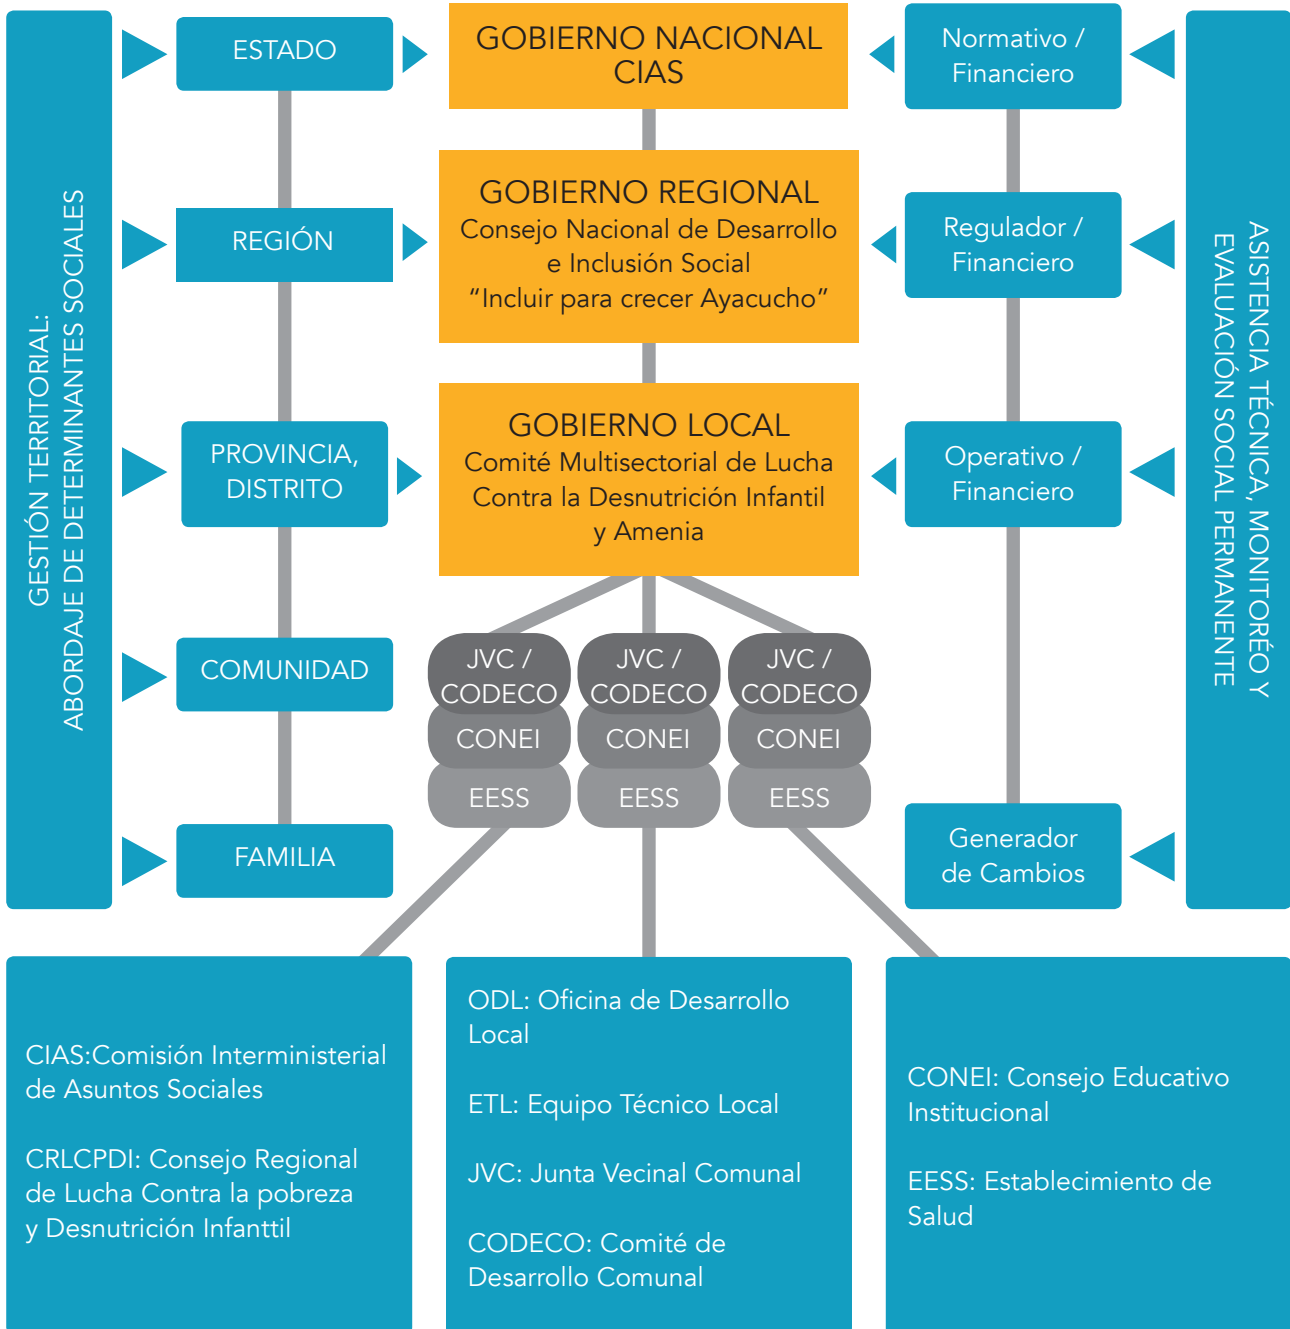 GESTIÓN TERRITORIAL:
ABORDAJE DE DETERMINANTES SOCIALES
ESTADO
REGIÓN
PROVINCIA,
DISTRITO
COMUNIDAD
FAMILIA
GOBIERNO NACIONAL
CIAS
GOBIERNO REGIONAL
Consejo Nacional de Desarrollo
e Inclusión Social
“Incluir para crecer Ayacucho”
GOBIERNO LOCAL
Comité Multisectorial de Lucha
Contra la Desnutrición Infantil
y Amenia
JVC /
CODECO
CONEI
EESS
JVC /
CODECO
CONEI
EESS
JVC /
CODECO
CONEI
EESS
Normativo /
Financiero
Regulador /
Financiero
Operativo /
Financiero
Generador
de Cambios
ASISTENCIA TÉCNICA, MONITORÉO Y
EVALUACIÓN SOCIAL PERMANENTE
CIAS:Comisión Interministerial
de Asuntos Sociales
CRLCPDI: Consejo Regional
de Lucha Contra la pobreza
y Desnutrición Infanttil
ODL: Oficina de Desarrollo
Local
ETL: Equipo Técnico Local
JVC: Junta Vecinal Comunal
CODECO: Comité de
Desarrollo Comunal
CONEI: Consejo Educativo
Institucional
EESS: Establecimiento de
Salud